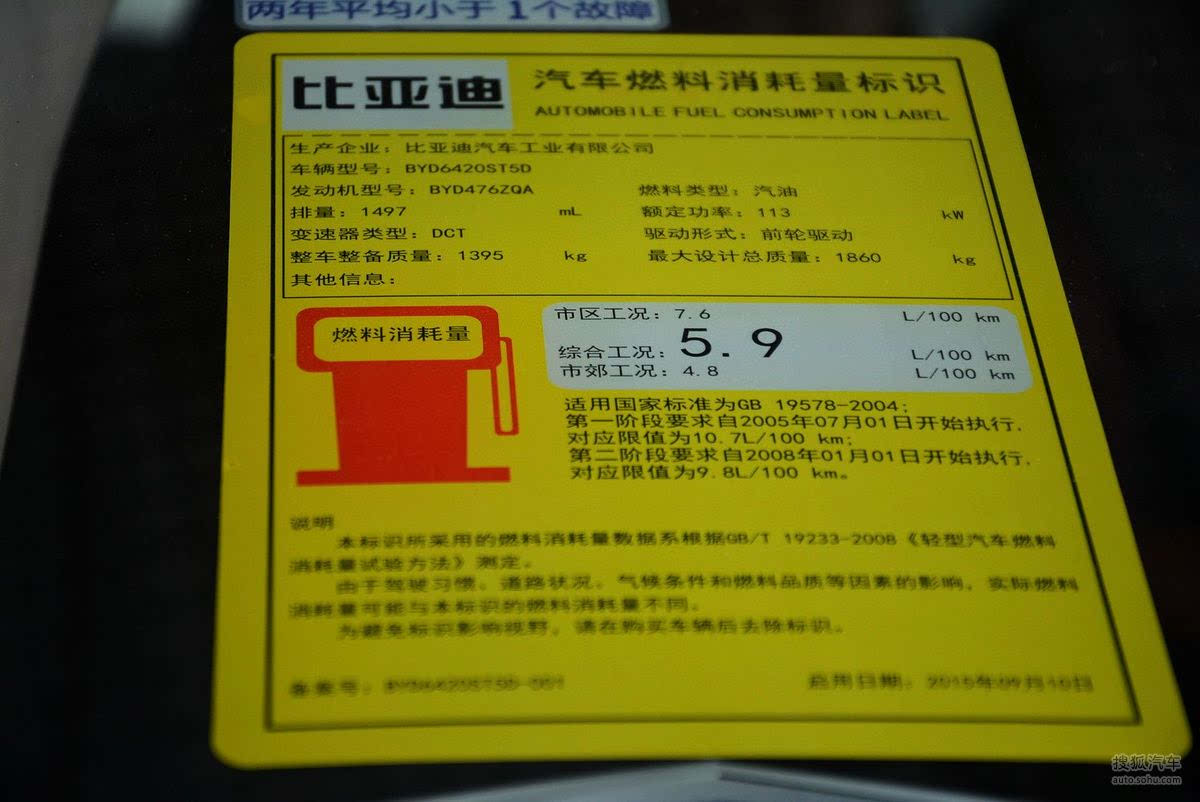 两年平均小于1个故障
比亚迪
汽车燃料消耗量标识
AUTOMOBILE FUEL CONSUMPTION LABEL
生产企业：比亚迪汽车工业有限公司
车辆型号：BYD6420ST5D
发动机型号：BYD476ZQA 燃料类型：汽油
排量：1497 mL 额定功率：113 kW
变速器类型：DCT 驱动形式：前轮驱动
整车整备质量：1395 kg 最大设计总质量：1860 kg
其他信息：
燃料消耗量
市区工况：7.6 L/100 km
综合工况：5.9 L/100 km
市郊工况：4.8 L/100 km
适用国家标准为GB 19578-2004；
第一阶段要求自2005年07月01日开始执行，
对应限值为10.7L/100 km；
第二阶段要求自2008年01月01日开始执行，
对应限值为9.8L/100 km。
说明
本标识所采用的燃料消耗量数据系根据GB/T 19233-2008《轻型汽车燃料
消耗量试验方法》测定。
由于驾驶习惯、道路状况、气候条件和燃料品质等因素的影响，实际燃料
消耗量可能与本标识的燃料消耗量不同。
为避免标识影响视野，请在购买车辆后去除标识。
备案号：BYD6420ST5D-001 启用日期：2015年09月10日
搜狐汽车
auto.sohu.com